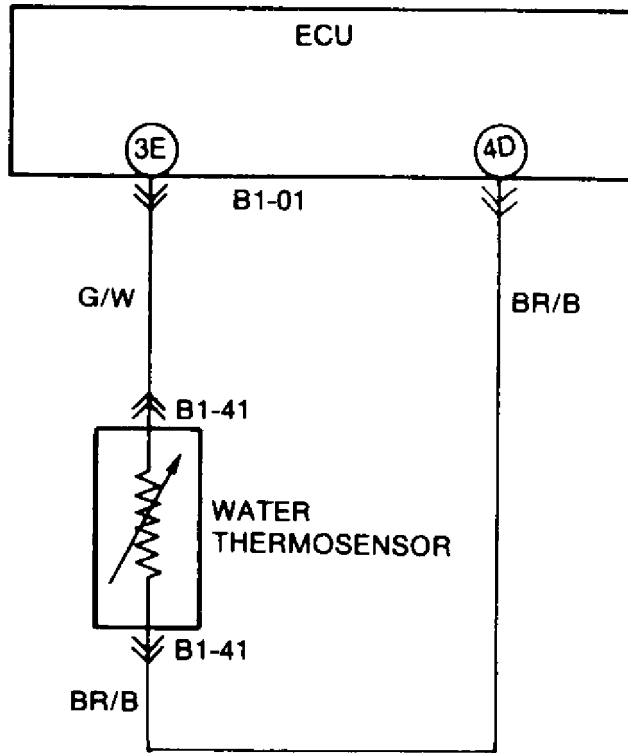 ECU
3E
4D
B1-01
G/W
BR/B
B1-41
WATER
THERMOSENSOR
B1-41
BR/B